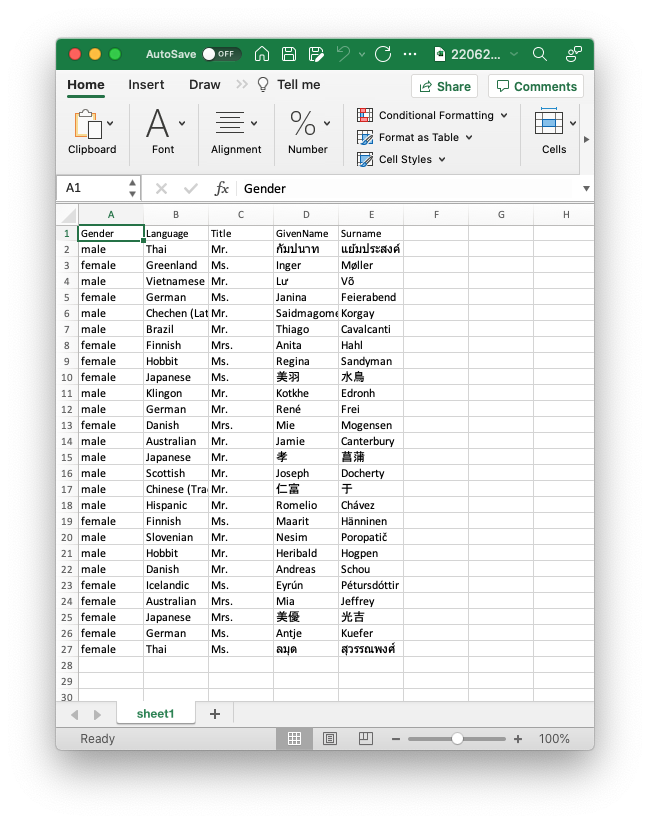 AutoSave OFF 22062...
Home Insert Draw Tell me Share Comments
Clipboard Font Alignment Number Conditional Formatting Format as Table Cell Styles Cells
A1 fx Gender
A B C D E F G H
1 Gender Language Title GivenName Surname
2 male Thai Mr. กัมปนาท แย้มประสงค์
3 female Greenland Ms. Inger Møller
4 male Vietnamese Mr. Lư Võ
5 female German Ms. Janina Feierabend
6 male Chechen (Lat Mr. Saidmagome Korgay
7 male Brazil Mr. Thiago Cavalcanti
8 female Finnish Mrs. Anita Hahl
9 female Hobbit Ms. Regina Sandyman
10 female Japanese Ms. 美羽 水鳥
11 male Klingon Mr. Kotkhe Edronh
12 male German Mr. René Frei
13 female Danish Mrs. Mie Mogensen
14 male Australian Mr. Jamie Canterbury
15 male Japanese Mr. 孝 菖蒲
16 male Scottish Mr. Joseph Docherty
17 male Chinese (Tra Mr. 仁富 于
18 male Hispanic Mr. Romelio Chávez
19 female Finnish Ms. Maarit Hänninen
20 male Slovenian Mr. Nesim Poropatič
21 male Hobbit Mr. Heribald Hogpen
22 male Danish Mr. Andreas Schou
23 female Icelandic Ms. Eyrún Pétursdóttir
24 female Australian Mrs. Mia Jeffrey
25 female Japanese Mrs. 美優 光吉
26 female German Ms. Antje Kuefer
27 female Thai Ms. ลมุด สุวรรณพงศ์
28
29
30
sheet1 +
Ready − + 100%